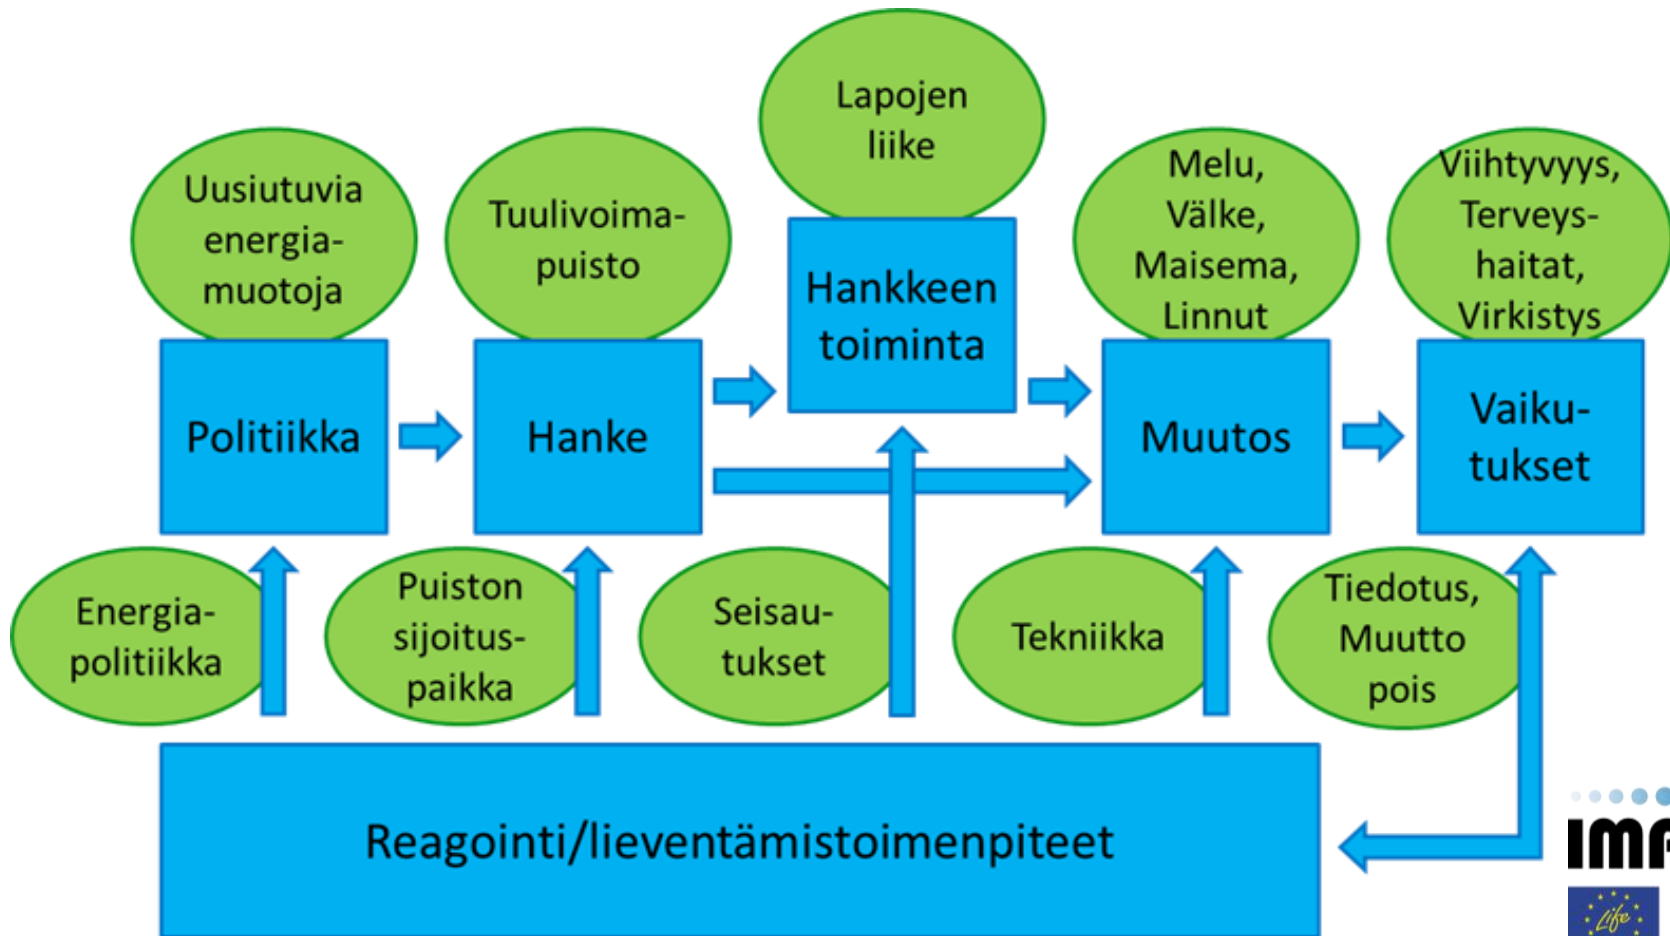 Lapojen
liike
Uusiutuvia
energia-
muotoja
Tuulivoima-
puisto
Melu,
Välke,
Maisema,
Linnut
Viihtyvyys,
Terveys-
haitat,
Virkistys
Politiikka
Hanke
Hankkeen
toiminta
Muutos
Vaiku-
tukset
Energia-
politiikka
Puiston
sijoitus-
paikka
Seisau-
tukset
Tekniikka
Tiedotus,
Muutto
pois
Reagointi/lieventämistoimenpiteet
Life